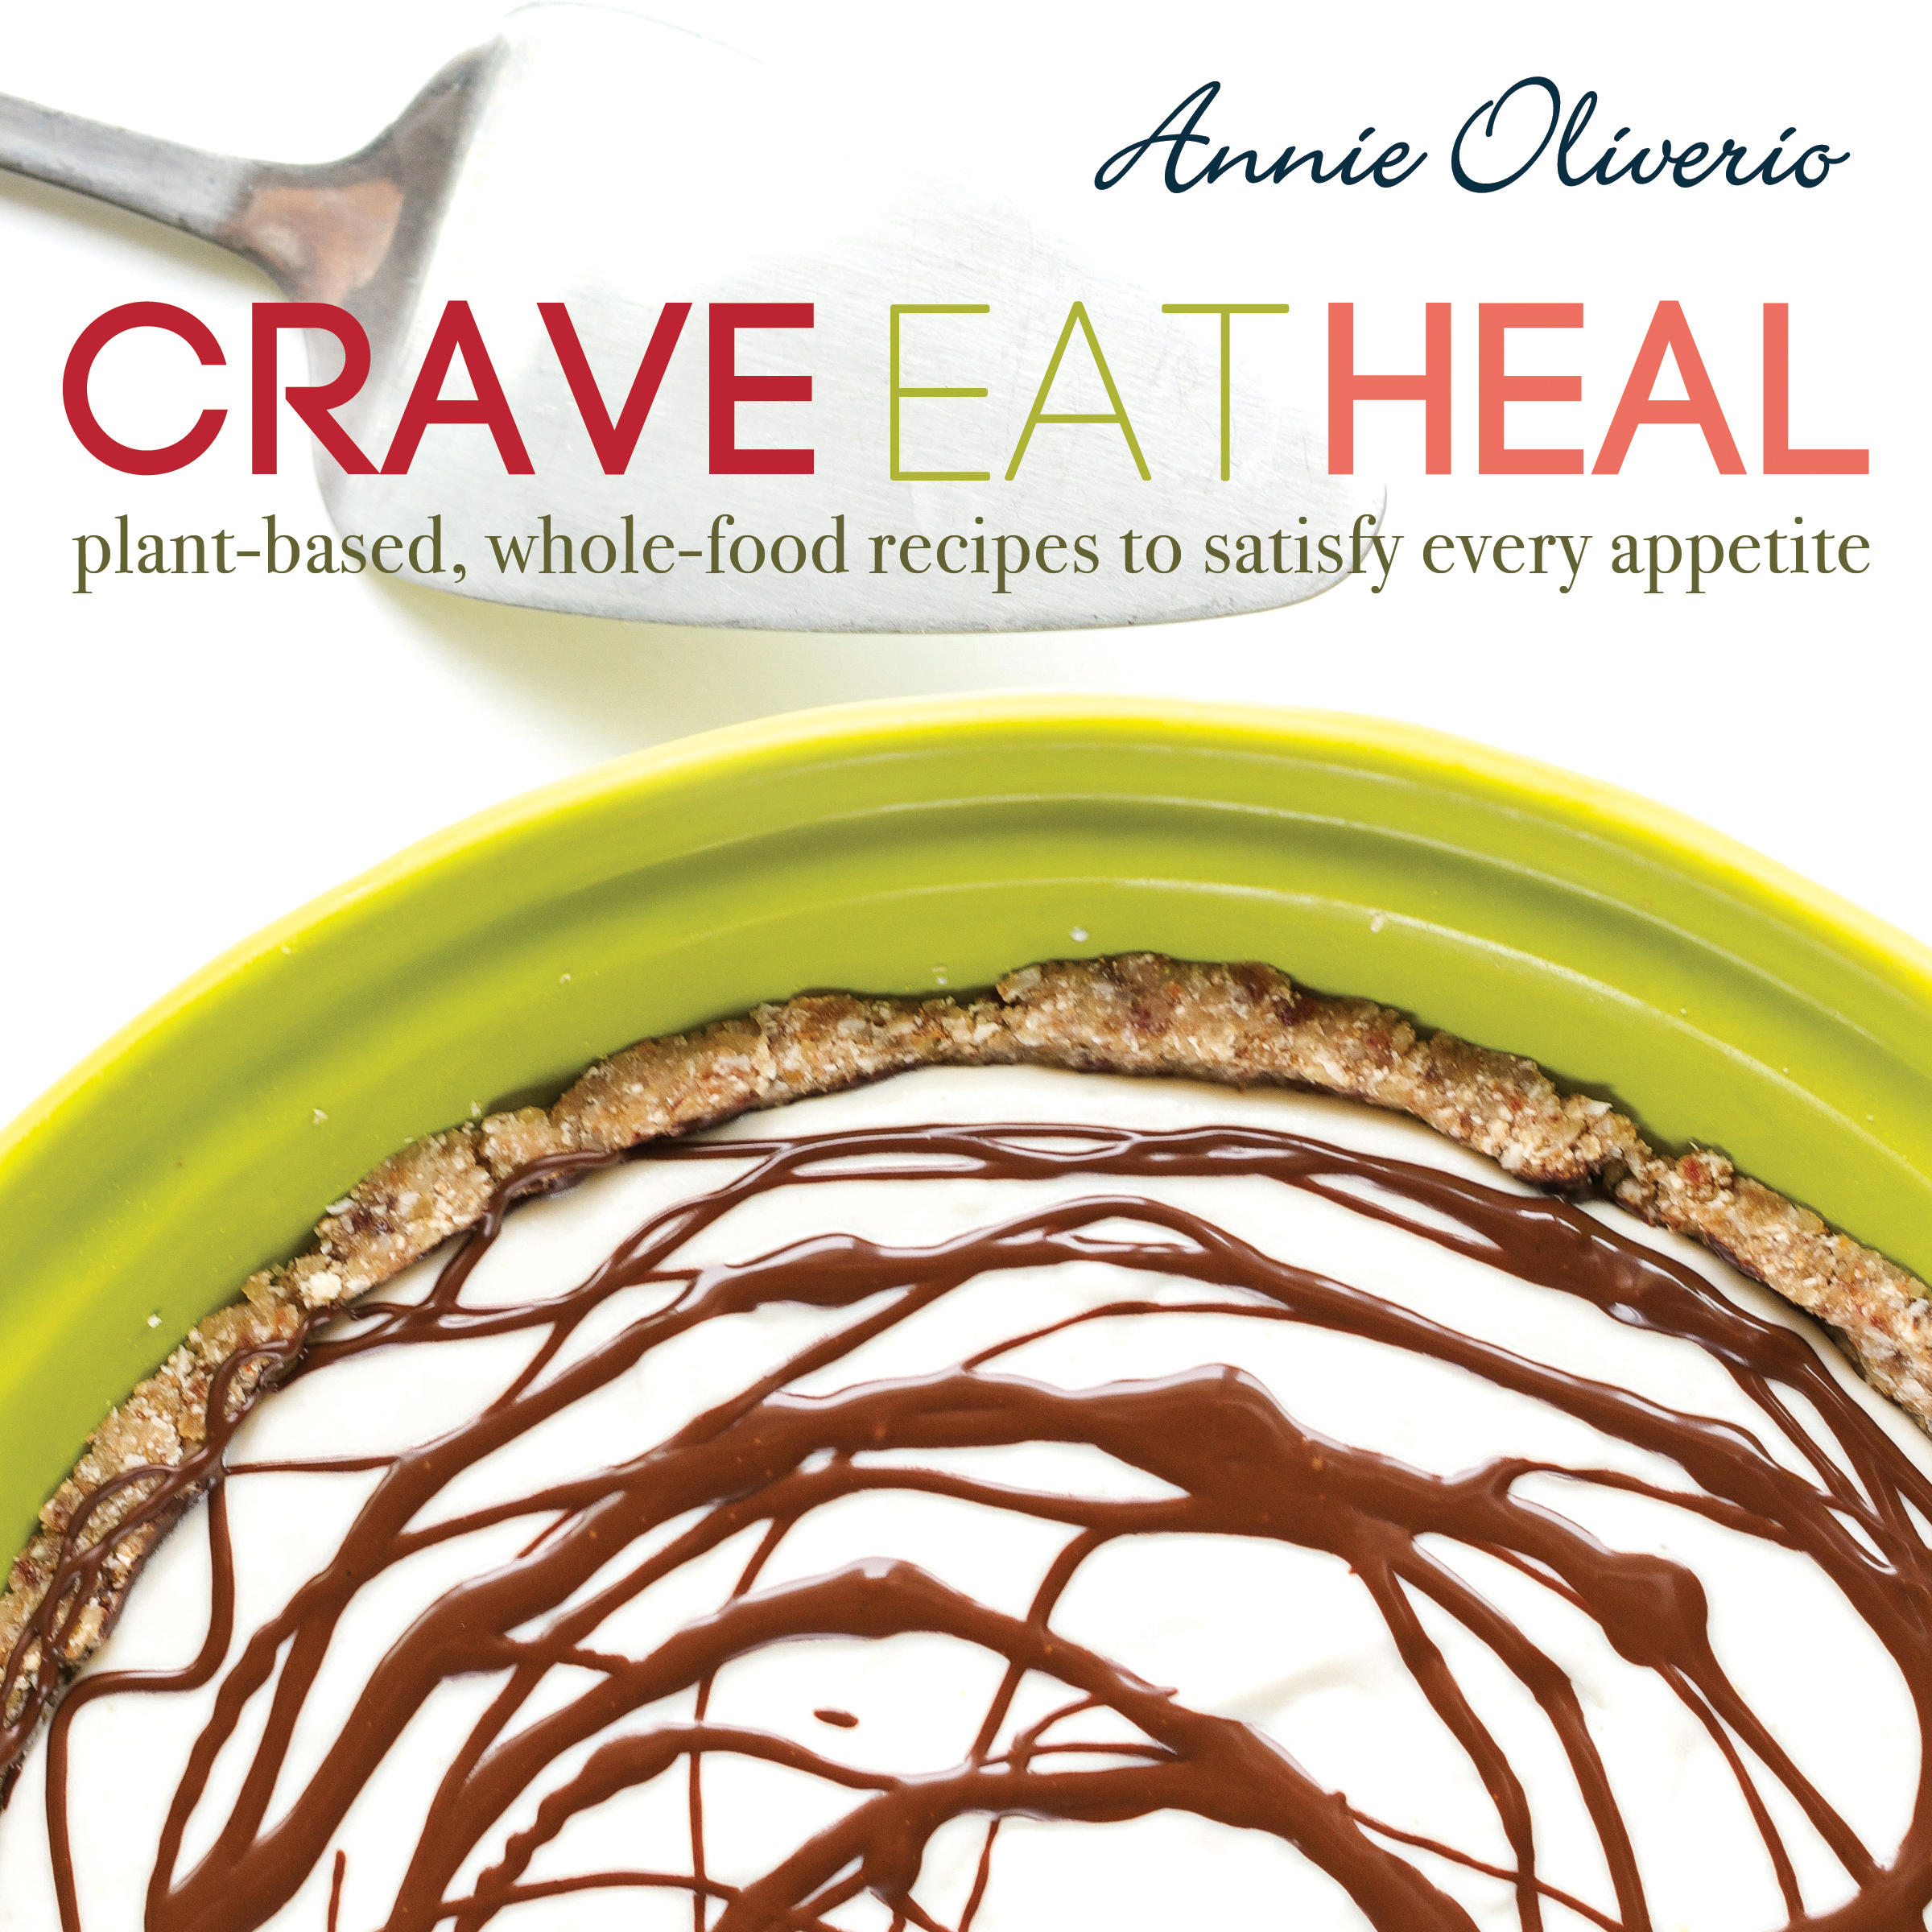 Annie Oliverio
CRAVE EAT HEAL
plant-based, whole-food recipes to satisfy every appetite